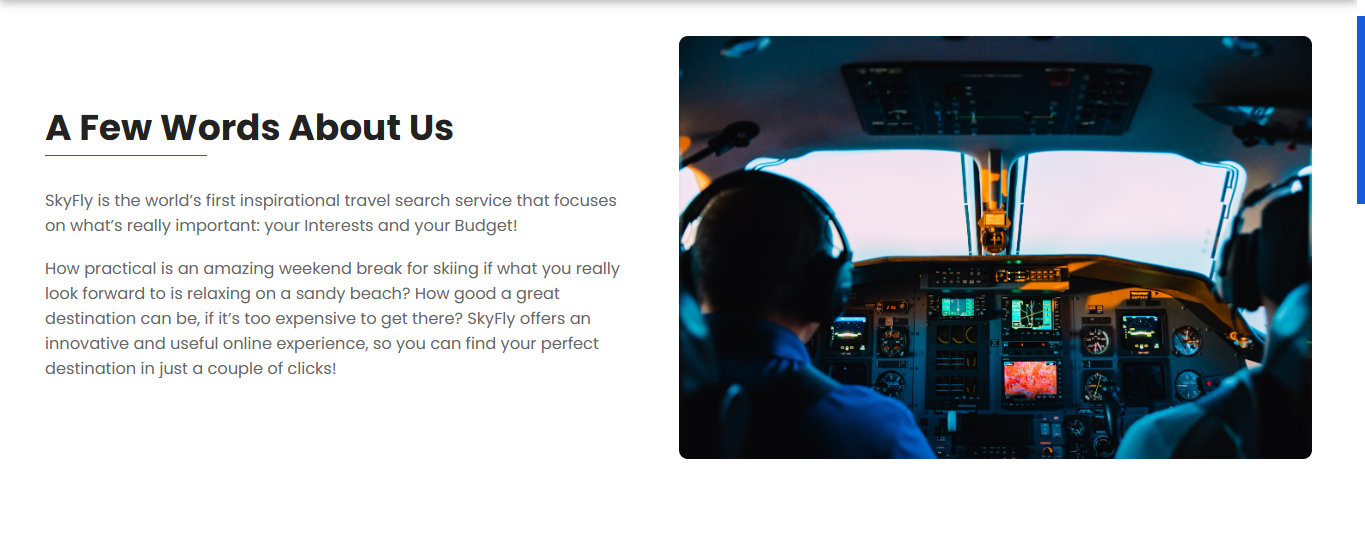 A Few Words About Us
SkyFly is the world’s first inspirational travel search service that focuses
on what’s really important: your Interests and your Budget!
How practical is an amazing weekend break for skiing if what you really
look forward to is relaxing on a sandy beach? How good a great
destination can be, if it’s too expensive to get there? SkyFly offers an
innovative and useful online experience, so you can find your perfect
destination in just a couple of clicks!